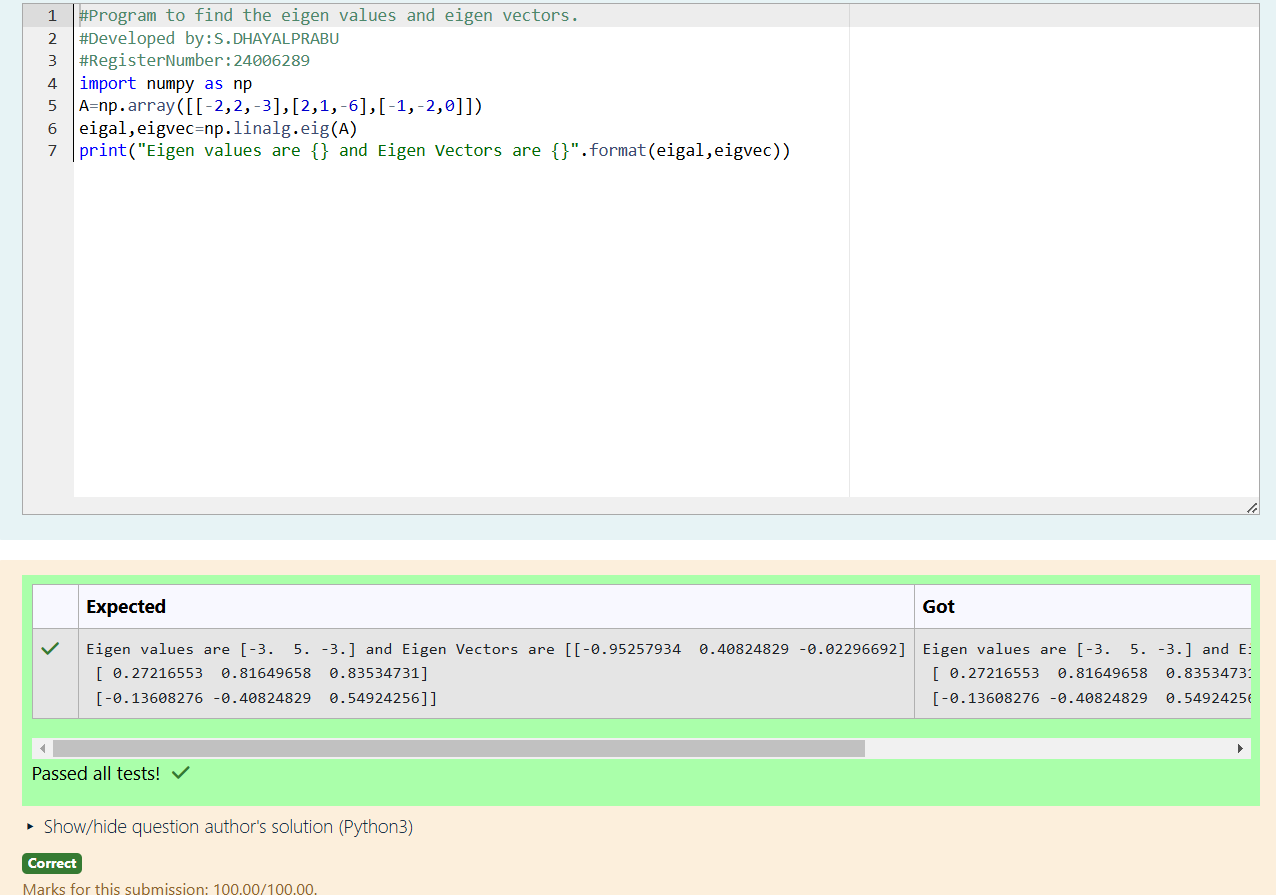 1 #Program to find the eigen values and eigen vectors.
2 #Developed by:S.DHAYALPRABU
3 #RegisterNumber:24006289
4 import numpy as np
5 A=np.array([[-2,2,-3],[2,1,-6],[-1,-2,0]])
6 eigal,eigvec=np.linalg.eig(A)
7 print("Eigen values are {} and Eigen Vectors are {}".format(eigal,eigvec))
Expected Got
Eigen values are [-3.  5. -3.] and Eigen Vectors are [[-0.95257934  0.40824829 -0.02296692] Eigen values are [-3.  5. -3.] and
[ 0.27216553  0.81649658  0.83534731] [ 0.27216553  0.81649658  0.8353473
[-0.13608276 -0.40824829  0.54924256]] [-0.13608276 -0.40824829  0.5492425
Passed all tests!
Show/hide question author's solution (Python3)
Correct
Marks for this submission: 100.00/100.00.